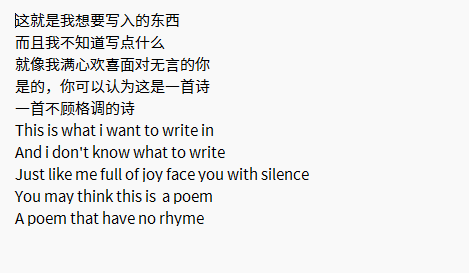 这就是我想要写入的东西
而且我不知道写点什么
就像我满心欢喜面对无言的你
是的，你可以认为这是一首诗
一首不顾格调的诗
This is what i want to write in
And i don't know what to write
Just like me full of joy face you with silence
You may think this is  a poem
A poem that have no rhyme